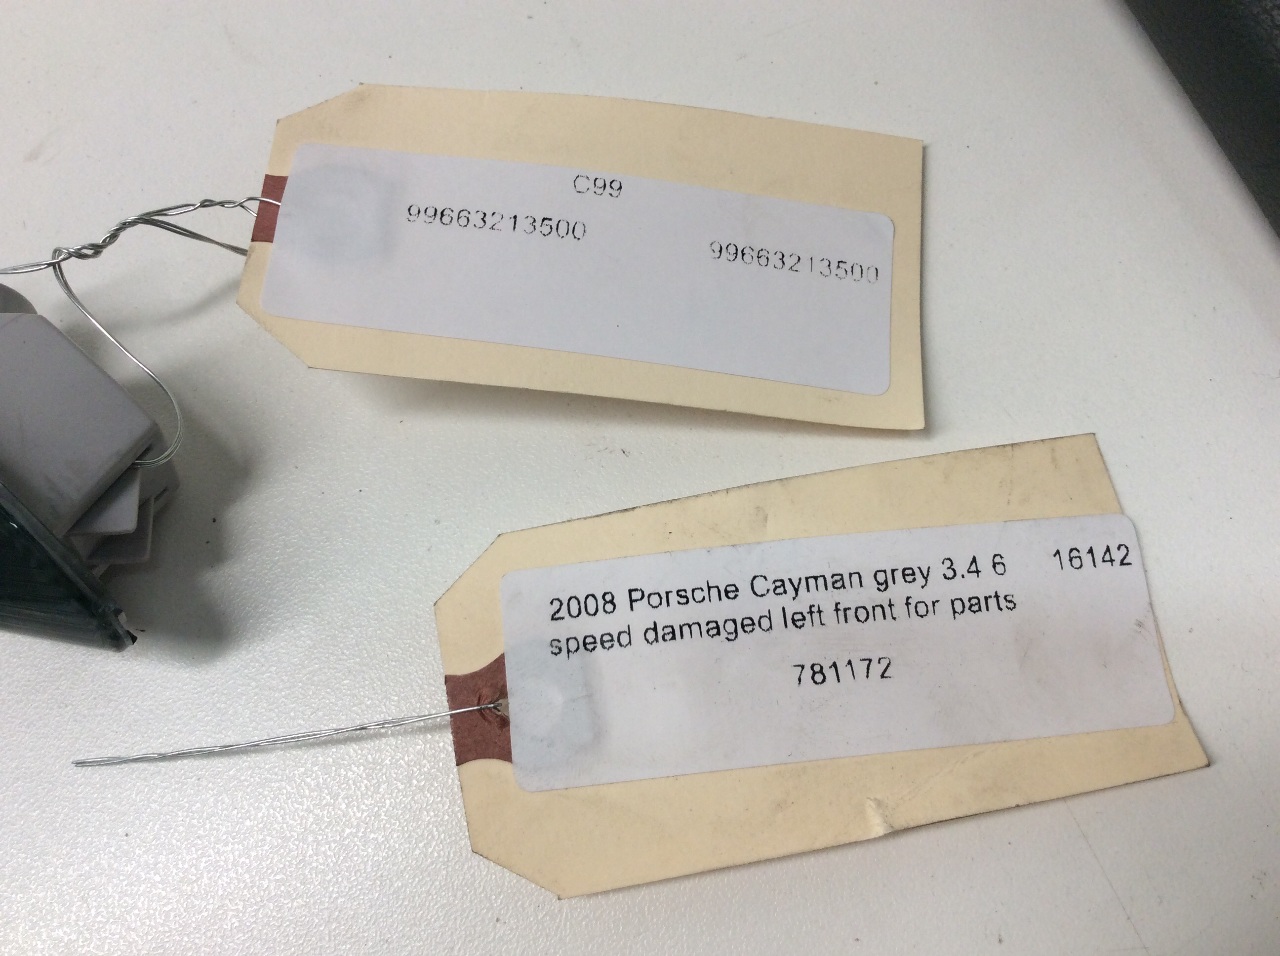 C99
99663213500
99663213500
2008 Porsche Cayman grey 3.4 6 16142
speed damaged left front for parts
781172